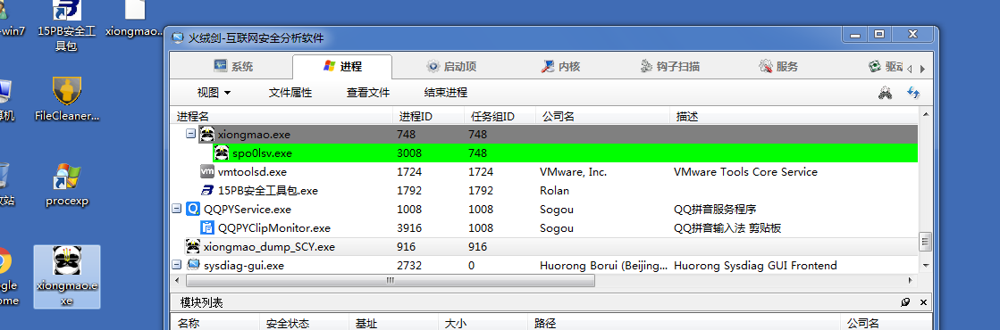 -win7
15PB安全工
具包
xiongmao...
FileCleaner...
procexp
xiongmao.e
xe
火绒剑-互联网安全分析软件
系统 进程 启动项 内核 钩子扫描 服务 驱动
视图 文件属性 查看文件 结束进程
进程名 进程ID 任务组ID 公司名 描述
xiongmao.exe 748 748
spo0lsv.exe 3008 748
vmtoolsd.exe 1724 1724 VMware, Inc. VMware Tools Core Service
15PB安全工具包.exe 1792 1792 Rolan
QQPYService.exe 1008 1008 Sogou QQ拼音服务程序
QQPYClipMonitor.exe 3916 1008 Sogou QQ拼音输入法 剪贴板
xiongmao_dump_SCY.exe 916 916
sysdiag-gui.exe 2732 0 Huorong Borui (Beijing... Huorong Sysdiag GUI Frontend
模块列表
名称 安全状态 基址 大小 路径 公司名